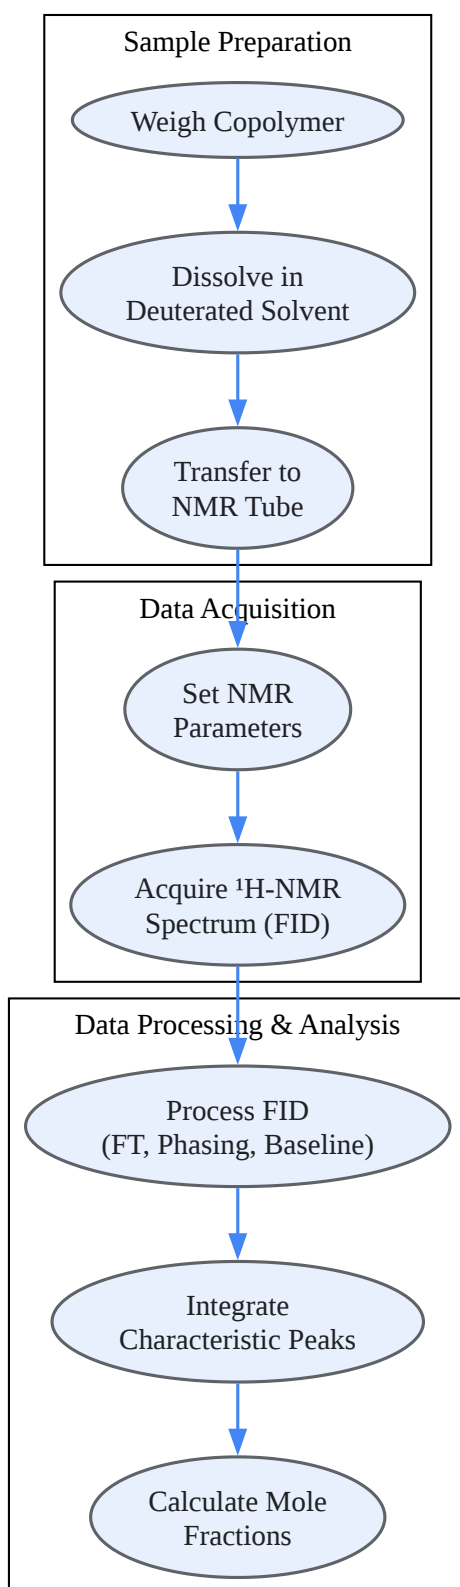 Sample Preparation
Weigh Copolymer
Dissolve in
Deuterated Solvent
Transfer to
NMR Tube
Data Acquisition
Set NMR
Parameters
Acquire ¹H-NMR
Spectrum (FID)
Data Processing & Analysis
Process FID
(FT, Phasing, Baseline)
Integrate
Characteristic Peaks
Calculate Mole
Fractions